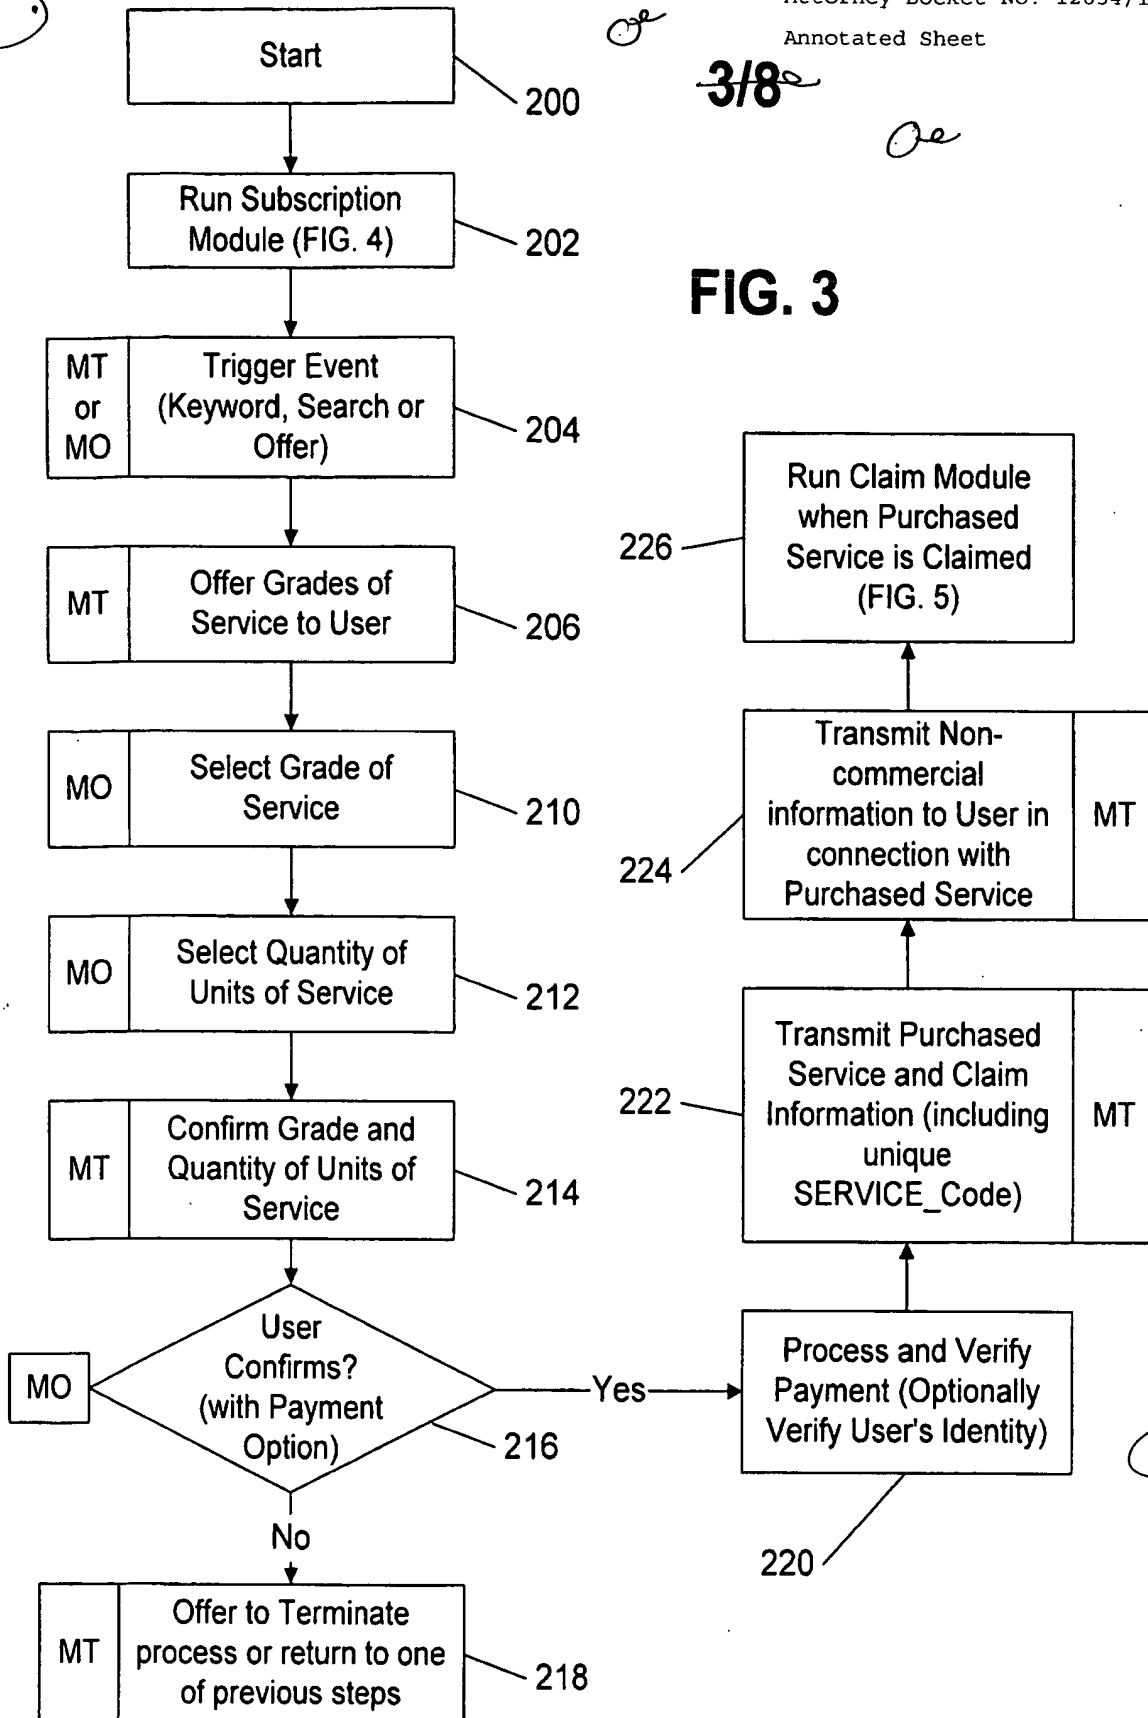 Annotated Sheet
3/8
FIG. 3
Start
200
Run Subscription
Module (FIG. 4)
202
MT
or
MO
Trigger Event
(Keyword, Search or
Offer)
204
MT
Offer Grades of
Service to User
206
MO
Select Grade of
Service
210
MO
Select Quantity of
Units of Service
212
MT
Confirm Grade and
Quantity of Units of
Service
214
MO
User
Confirms?
(with Payment
Option)
216
Yes
No
MT
Offer to Terminate
process or return to one
of previous steps
218
Process and Verify
Payment (Optionally
Verify User's Identity)
220
Transmit Purchased
Service and Claim
Information (including
unique
SERVICE_Code)
MT
222
Transmit Non-
commercial
information to User in
connection with
Purchased Service
MT
224
Run Claim Module
when Purchased
Service is Claimed
(FIG. 5)
226